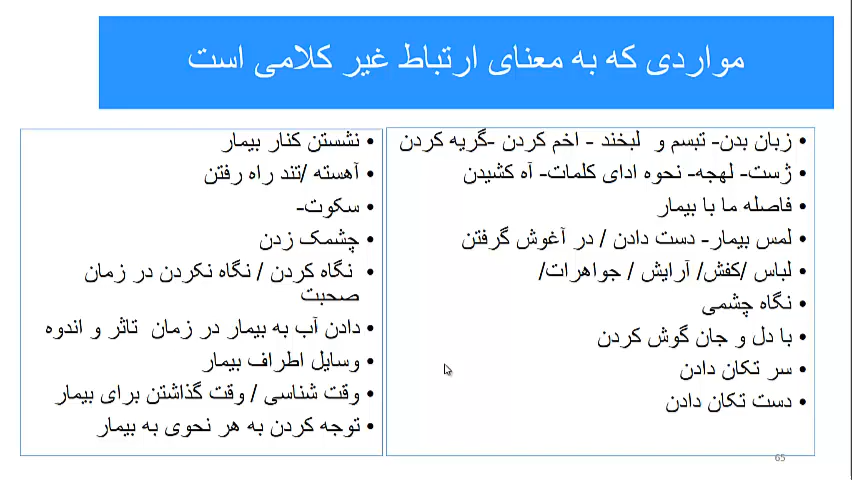 مواردی که به معنای ارتباط غیر کلامی است
• زبان بدن- تبسم و لبخند - اخم کردن -گریه کردن
• ژست- لهجه- نحوه ادای کلمات- آه کشیدن
• فاصله ما با بیمار
• لمس بیمار- دست دادن / در آغوش گرفتن
• لباس /کفش/ آرایش / جواهرات/
• نگاه چشمی
• با دل و جان گوش کردن
• سر تکان دادن
• دست تکان دادن
• نشستن کنار بیمار
• آهسته /تند راه رفتن
• سکوت-
• چشمک زدن
• نگاه کردن / نگاه نکردن در زمان
صحبت
• دادن آب به بیمار در زمان تاثر و اندوه
• وسایل اطراف بیمار
• وقت شناسی / وقت گذاشتن برای بیمار
• توجه کردن به هر نحوی به بیمار
65